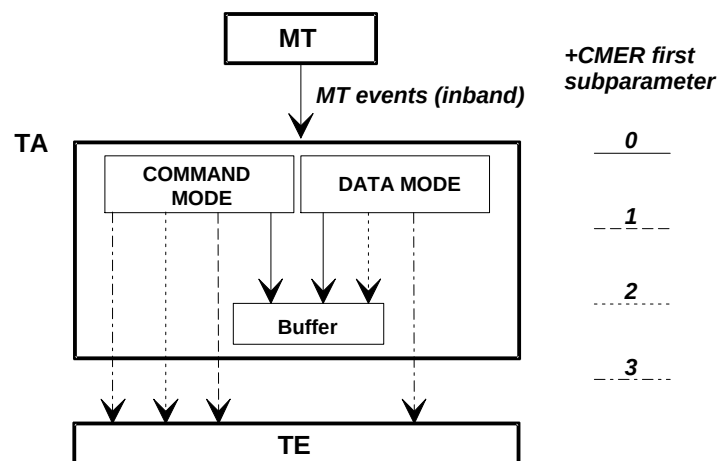 MT
+CMER first
subparameter
MT events (inband)
TA
0
COMMAND
MODE
DATA MODE
1
2
Buffer
3
TE